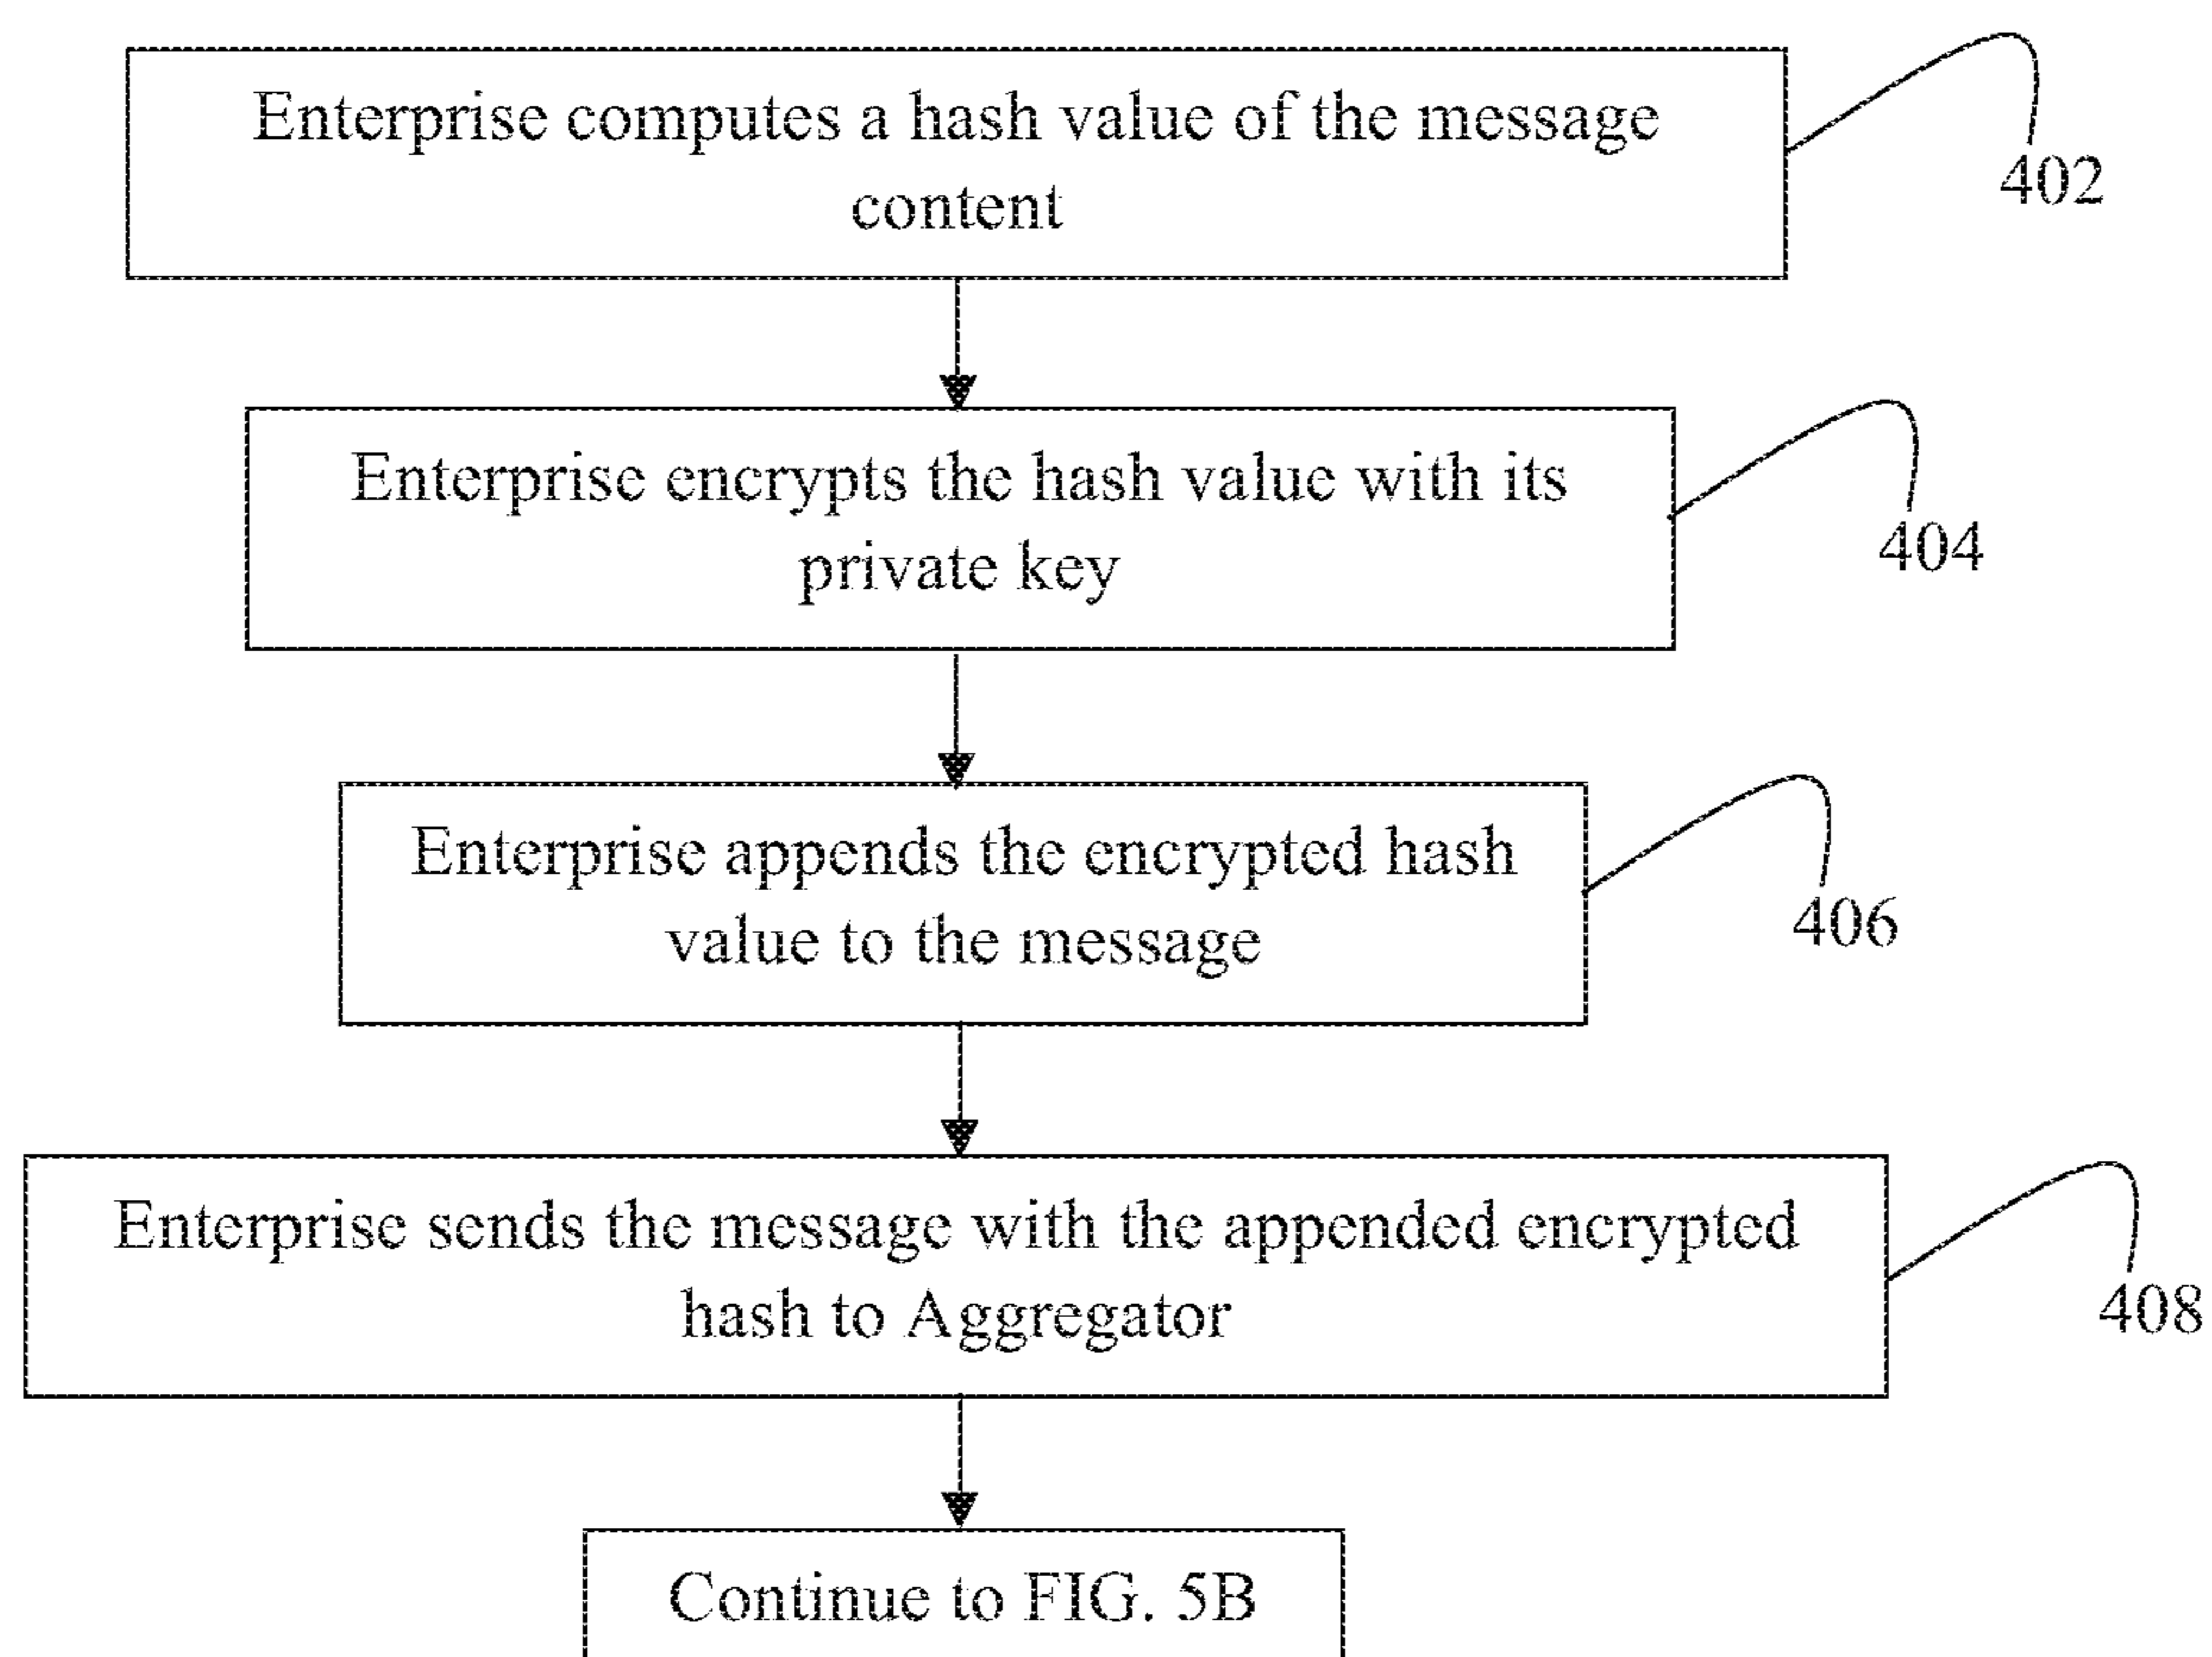 Enterprise computes a hash value of the message
content
402
Enterprise encrypts the hash value with its
private key
404
Enterprise appends the encrypted hash
value to the message
406
Enterprise sends the message with the appended encrypted
hash to Aggregator
408
Continue to FIG. 5B